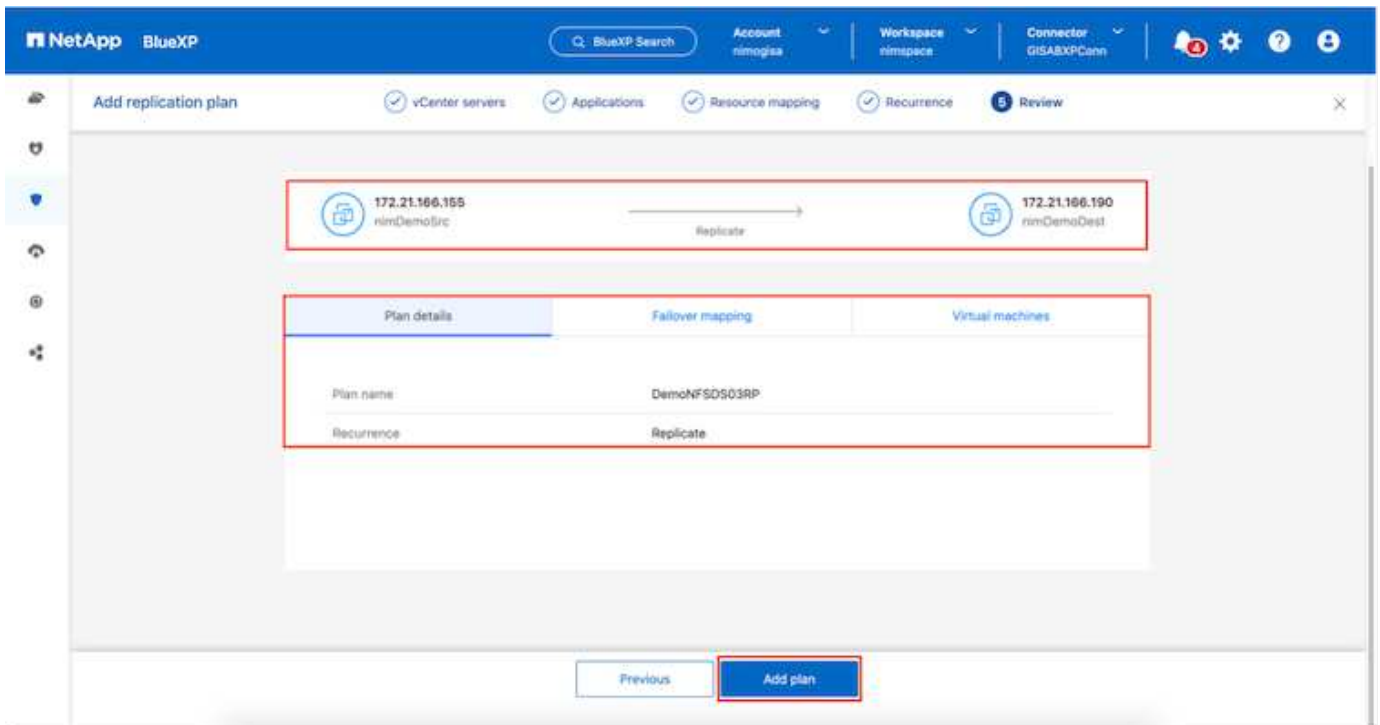 NetApp BlueXP
BlueXP Search
Account
nimogisa
Workspace
nimspace
Connector
GISABXPConn
4
Add replication plan
vCenter servers
Applications
Resource mapping
Recurrence
5 Review
172.21.166.155
nimDemoSrc
Replicate
172.21.166.190
nimDemoDest
Plan details
Failover mapping
Virtual machines
Plan name
DemoNFSDS03RP
Recurrence
Replicate
Previous
Add plan